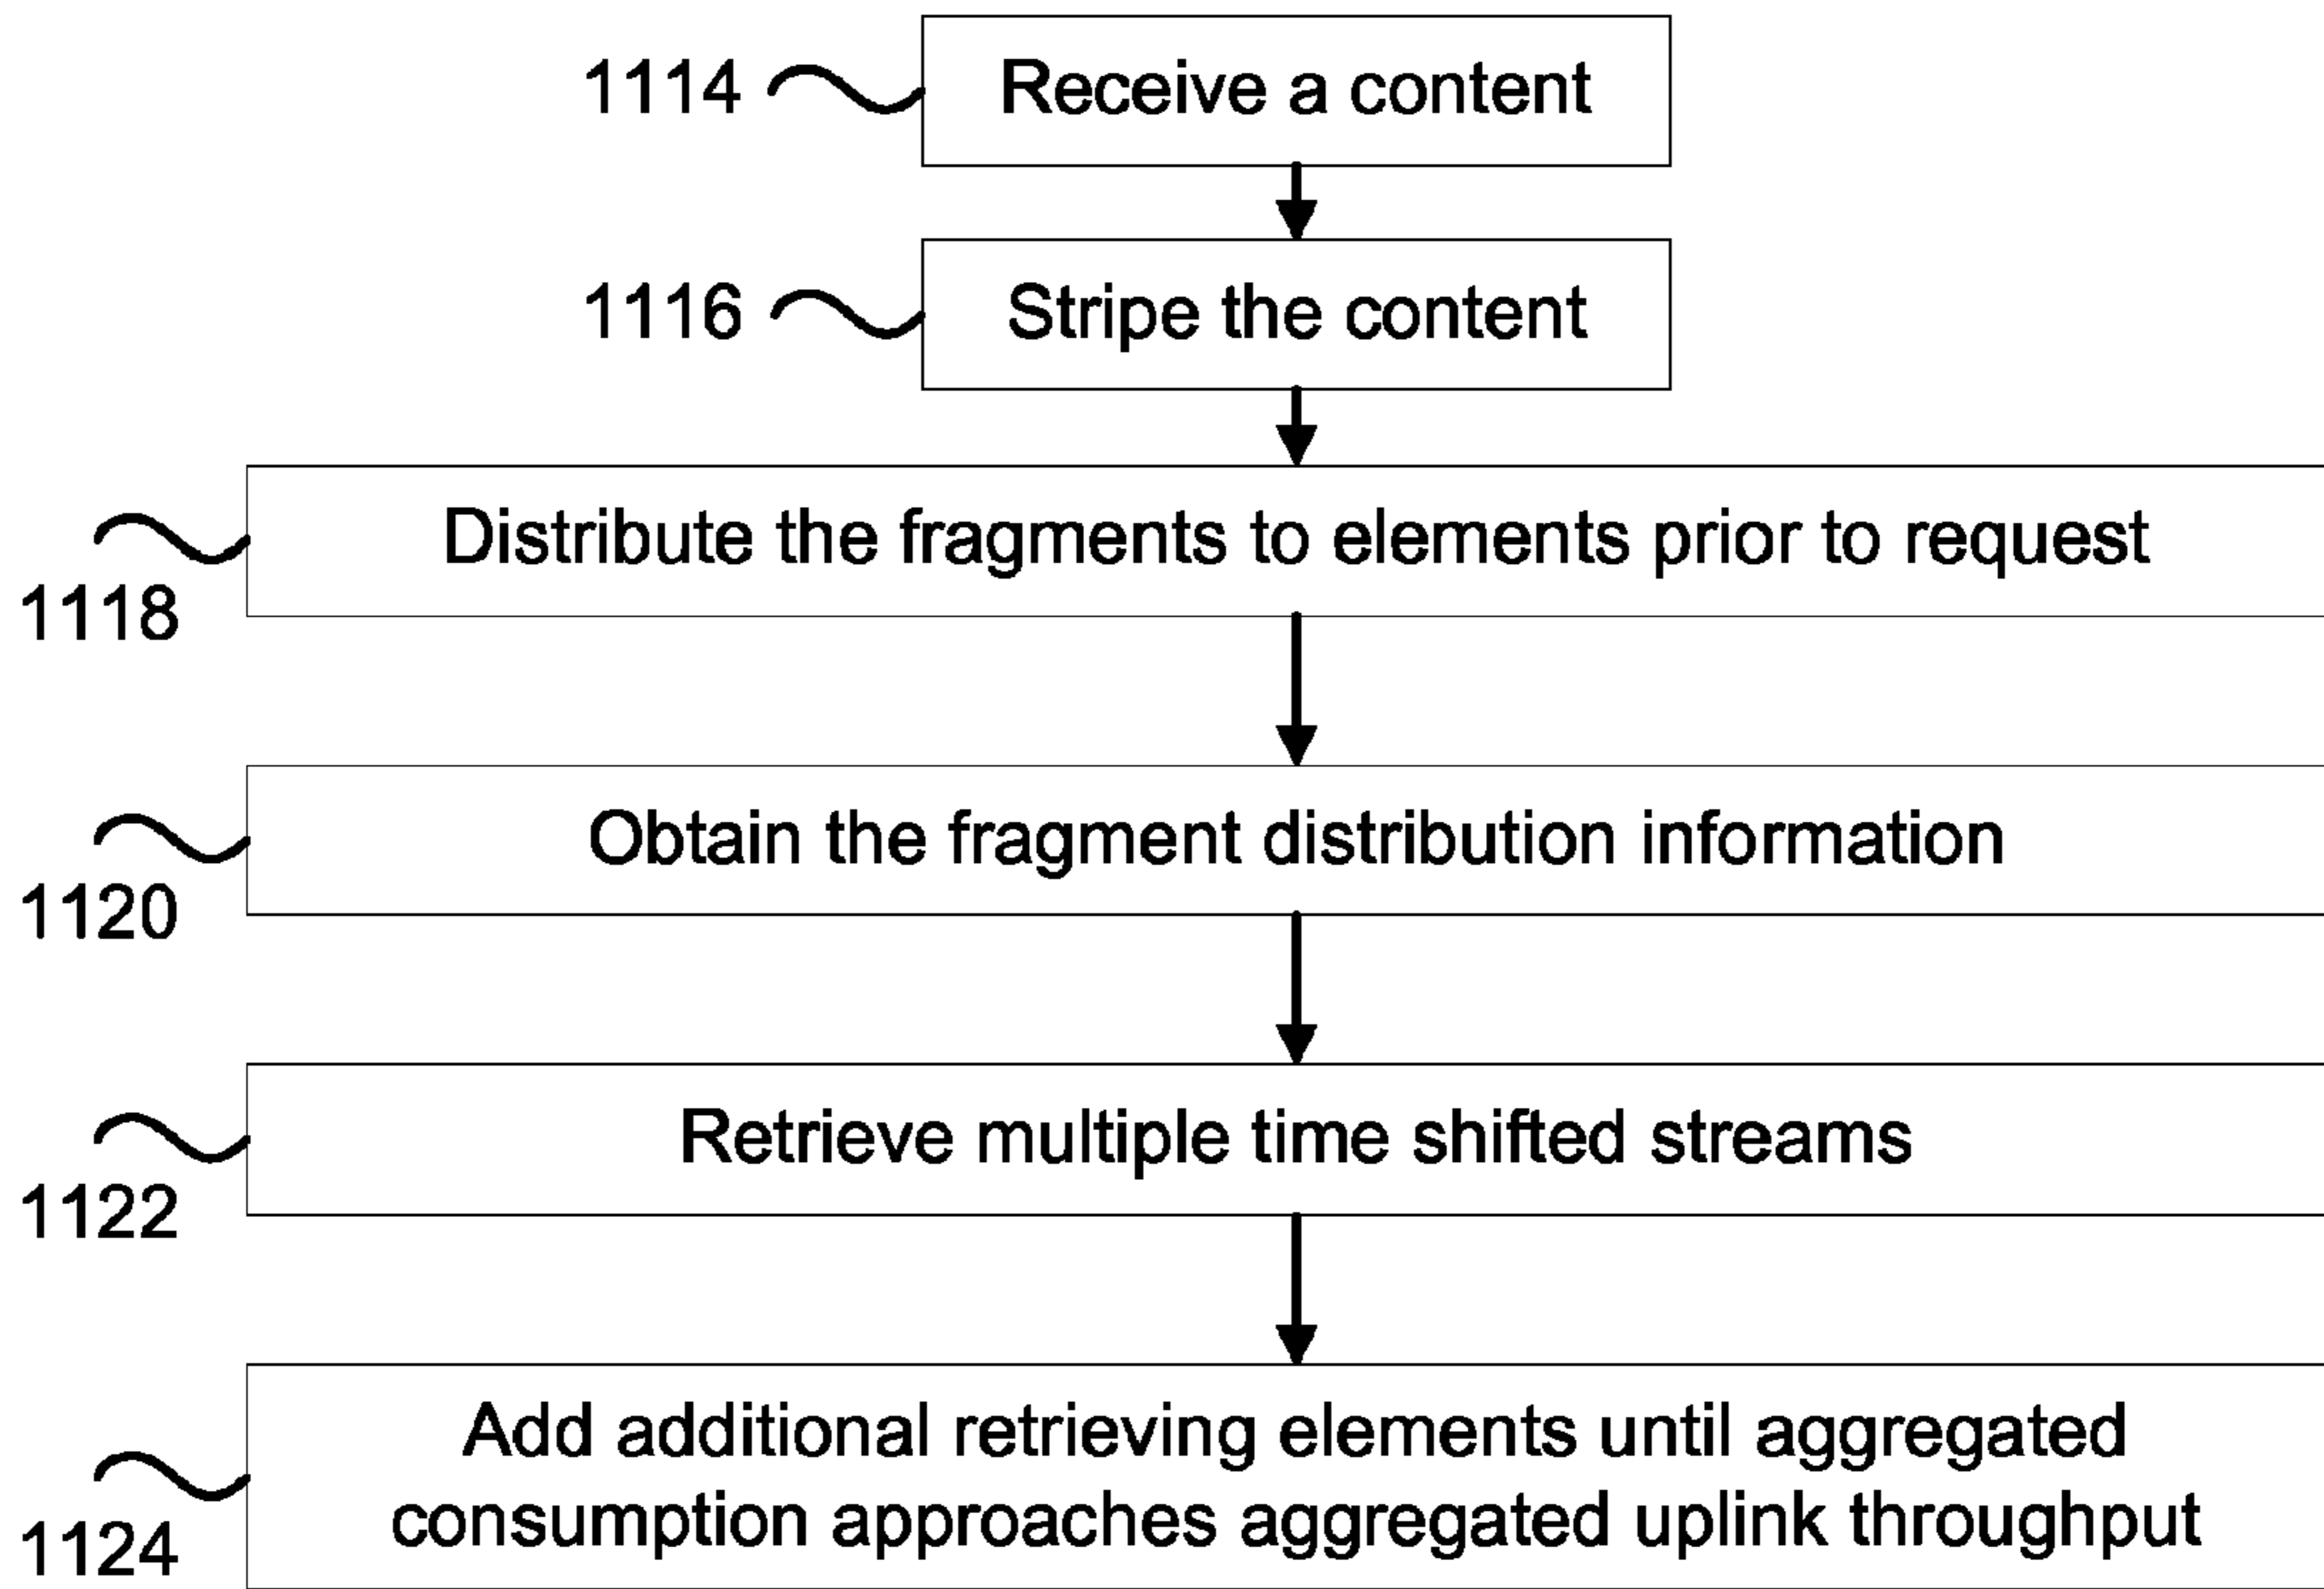 1114 Receive a content
1116 Stripe the content
Distribute the fragments to elements prior to request
1118
Obtain the fragment distribution information
1120
Retrieve multiple time shifted streams
1122
Add additional retrieving elements until aggregated
consumption approaches aggregated uplink throughput
1124